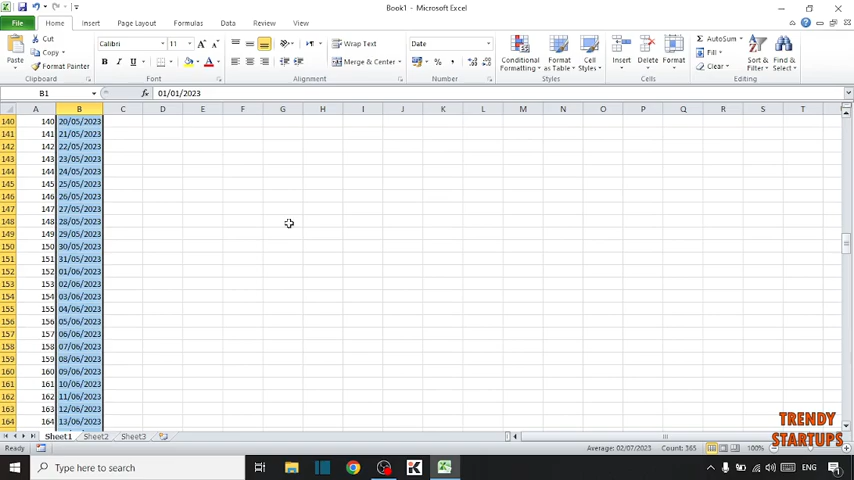 Book1 - Microsoft Excel
File Home Insert Page Layout Formulas Data Review View
Paste
Cut
Copy
Format Painter
Clipboard
Calibri 11
B I U
Font
Wrap Text
Merge & Center
Alignment
Date
%
Number
Conditional Formatting
Format as Table
Cell Styles
Styles
Insert Delete Format
Cells
AutoSum
Fill
Clear
Sort & Filter
Find & Select
Editing
B1 fx 01/01/2023
A B C D E F G H I J K L M N O P Q R S T
140 140 20/05/2023
141 141 21/05/2023
142 142 22/05/2023
143 143 23/05/2023
144 144 24/05/2023
145 145 25/05/2023
146 146 26/05/2023
147 147 27/05/2023
148 148 28/05/2023
149 149 29/05/2023
150 150 30/05/2023
151 151 31/05/2023
152 152 01/06/2023
153 153 02/06/2023
154 154 03/06/2023
155 155 04/06/2023
156 156 05/06/2023
157 157 06/06/2023
158 158 07/06/2023
159 159 08/06/2023
160 160 09/06/2023
161 161 10/06/2023
162 162 11/06/2023
163 163 12/06/2023
164 164 13/06/2023
TRENDY
STARTUPS
Sheet1 Sheet2 Sheet3
Ready Average: 02/07/2023 Count: 365 100%
Type here to search ENG